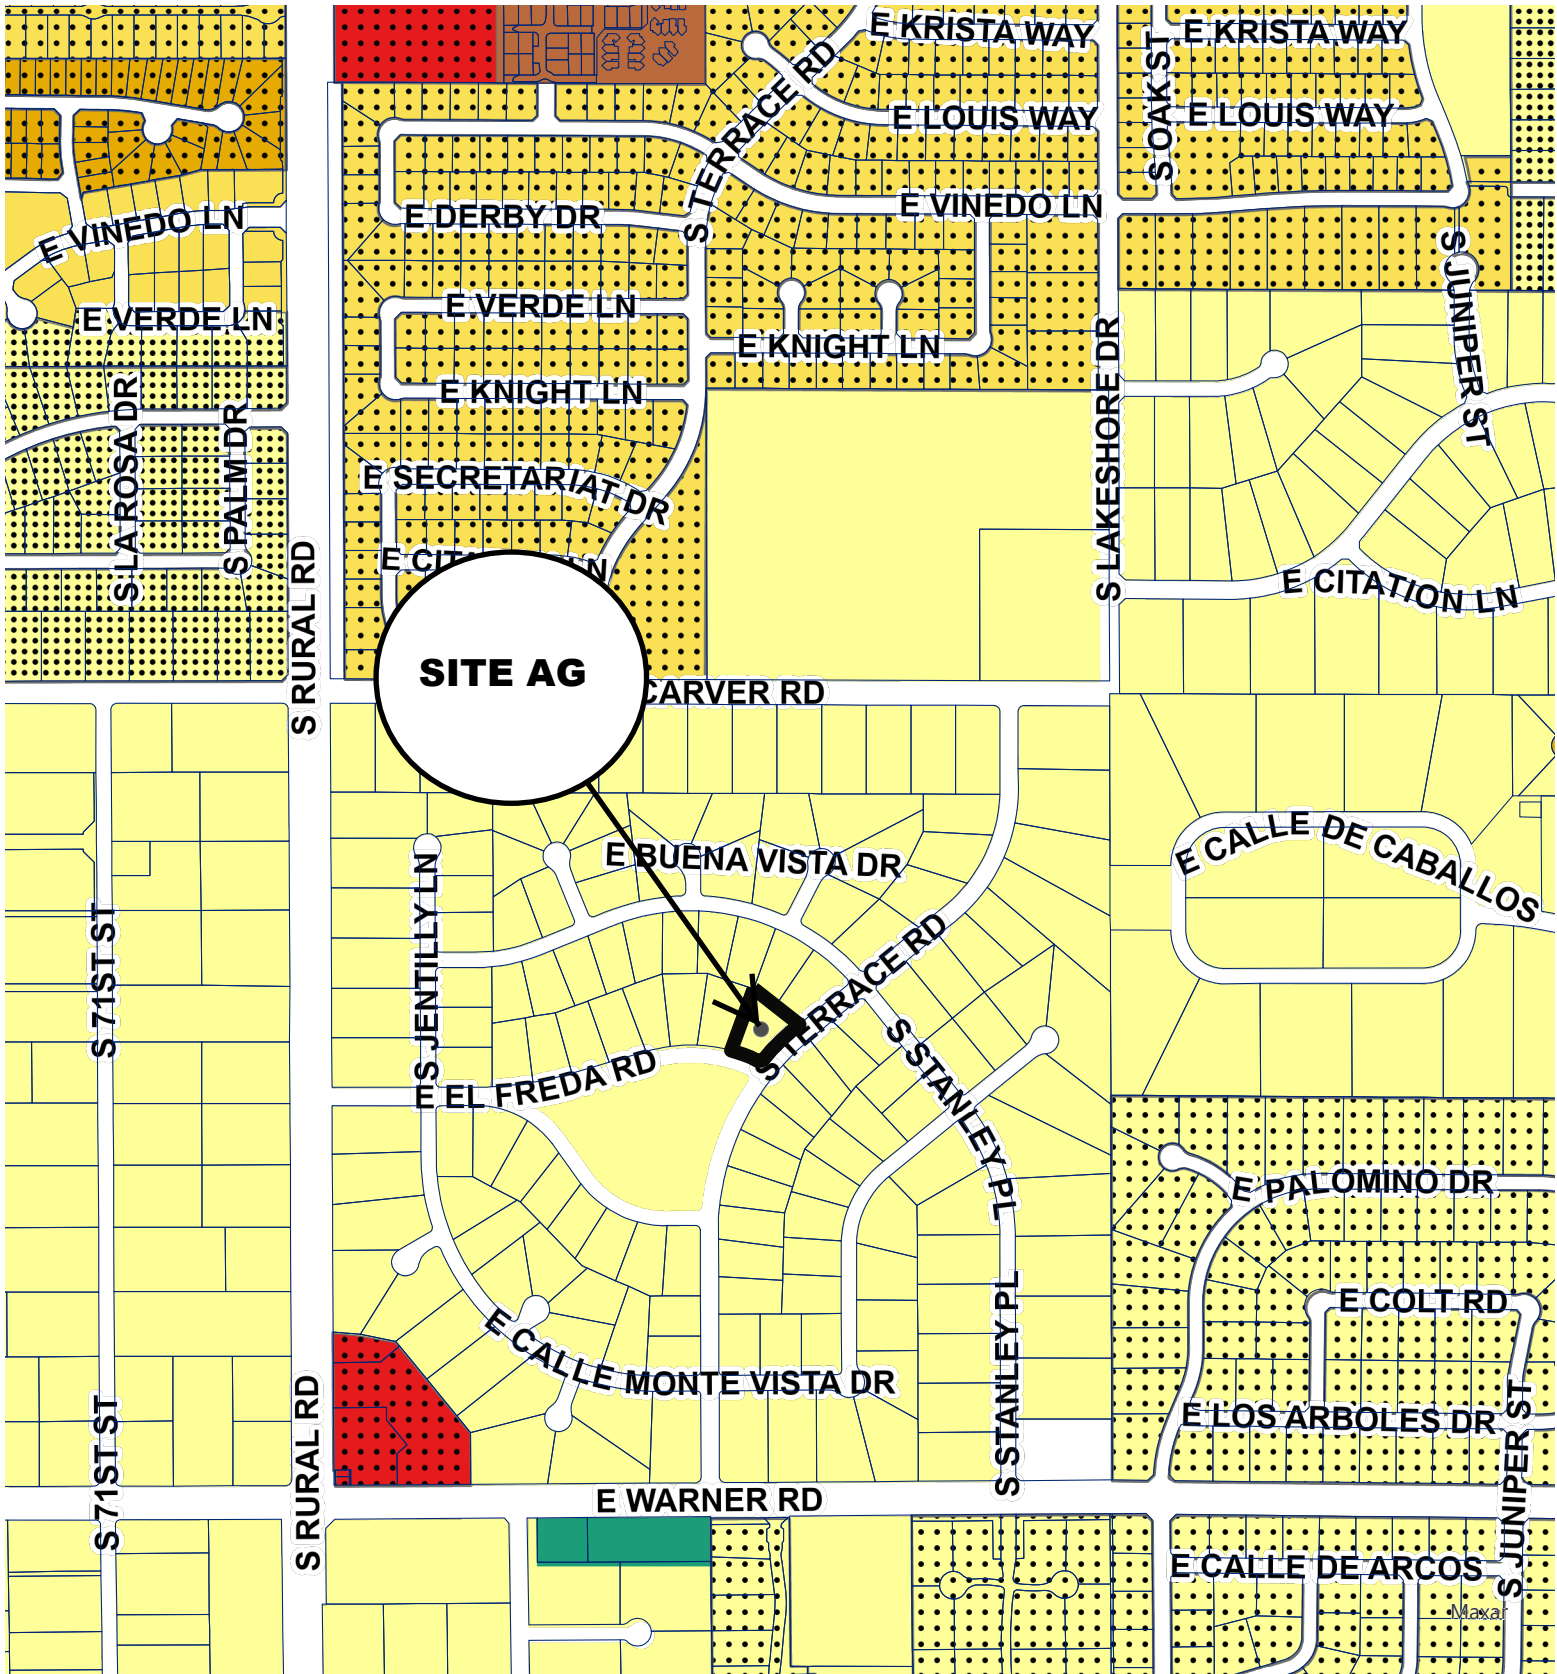 E KRISTA WAY
E KRISTA WAY
S OAK ST
S TERRACE RD
E LOUIS WAY
E LOUIS WAY
E VINEDO LN
E DERBY DR
E VINEDO LN
S JUNIPER ST
E VERDE LN
E VERDE LN
E KNIGHT LN
S LAKESHORE DR
E KNIGHT LN
S LA ROSA DR
S PALM DR
E SECRETARIAT DR
LN
E CITATION LN
S RURAL RD
SITE AG
CARVER RD
E CALLE DE CABALLOS
E BUENA VISTA DR
S JENTILLY LN
S 71ST ST
S TERRACE RD
S STANLEY PL
E EL FREDA RD
E PALOMINO DR
E COLT RD
S STANLEY PL
E CALLE MONTE VISTA DR
E LOS ARBOLES DR
S JUNIPER ST
S 71ST ST
S RURAL RD
E WARNER RD
E CALLE DE ARCOS
Maxar